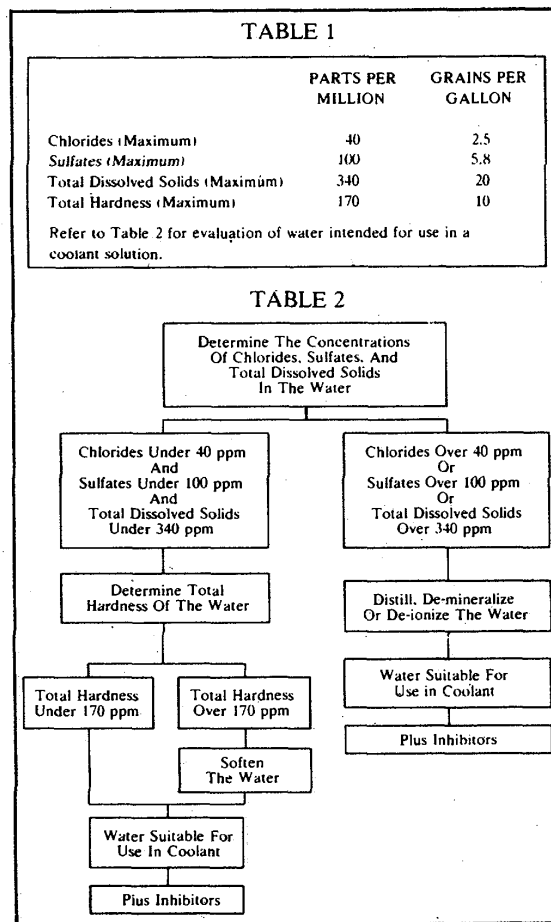 TABLE 1
PARTS PER GRAINS PER
MILLION GALLON
Chlorides (Maximum) 40 2.5
Sulfates (Maximum) 100 5.8
Total Dissolved Solids (Maximum) 340 20
Total Hardness (Maximum) 170 10
Refer to Table 2 for evaluation of water intended for use in a
coolant solution.
TABLE 2
Determine The Concentrations
Of Chlorides, Sulfates, And
Total Dissolved Solids
In The Water
Chlorides Under 40 ppm
And
Sulfates Under 100 ppm
And
Total Dissolved Solids
Under 340 ppm
Chlorides Over 40 ppm
Or
Sulfates Over 100 ppm
Or
Total Dissolved Solids
Over 340 ppm
Determine Total
Hardness Of The Water
Distill, De-mineralize
Or De-ionize The Water
Total Hardness
Under 170 ppm
Total Hardness
Over 170 ppm
Water Suitable For
Use in Coolant
Plus Inhibitors
Soften
The Water
Water Suitable For
Use In Coolant
Plus Inhibitors